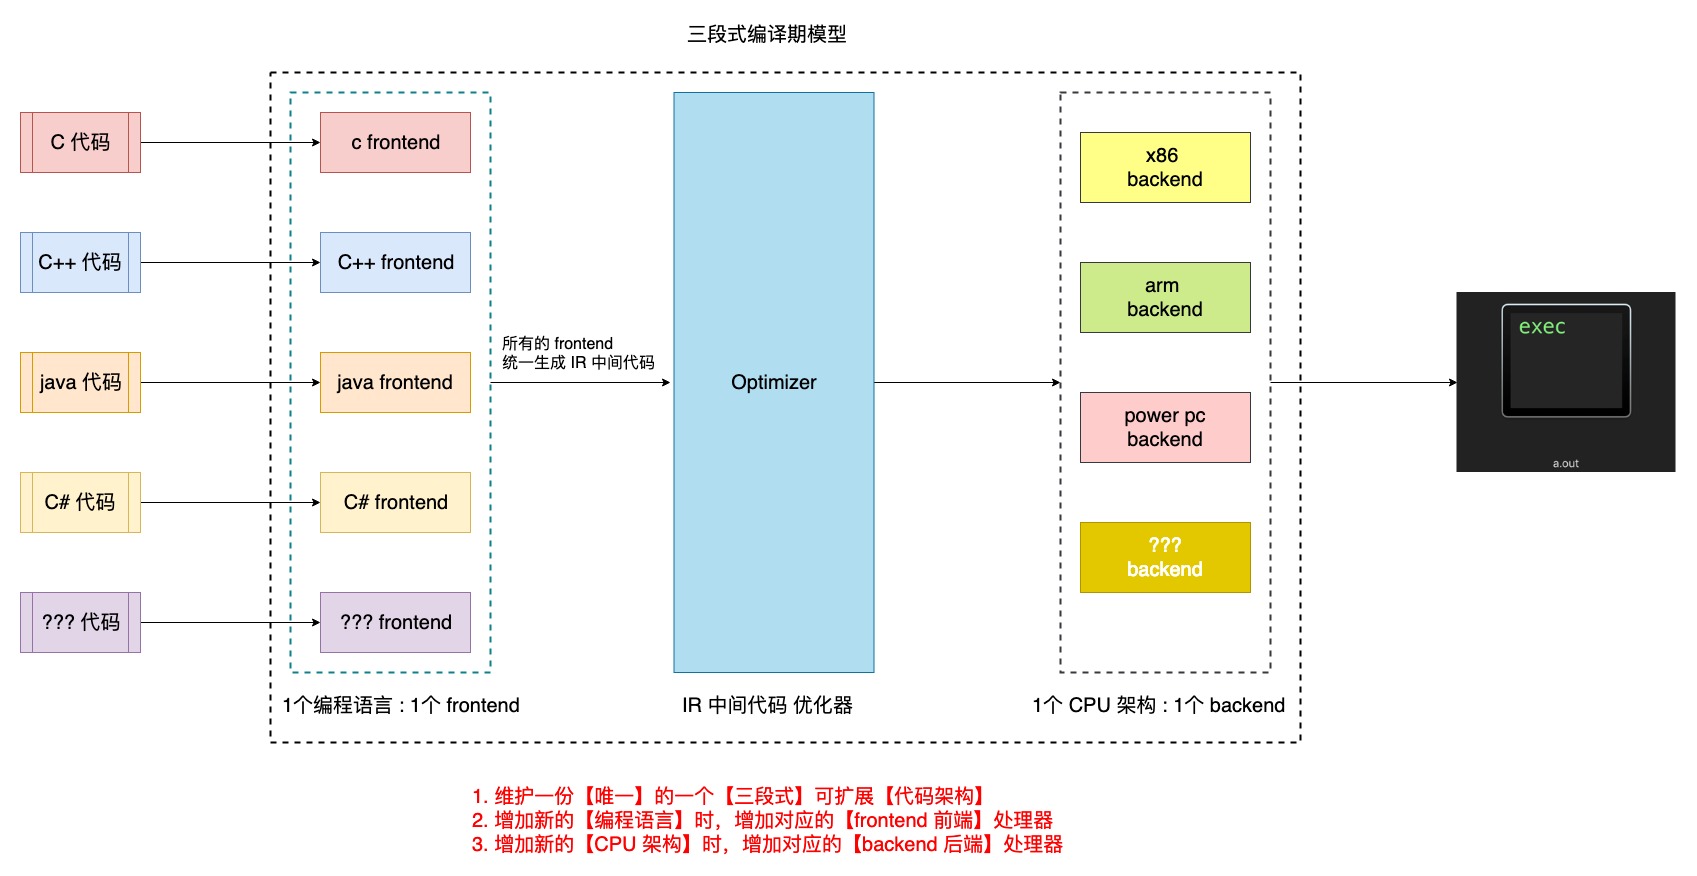 三段式编译期模型
C 代码
c frontend
C++ 代码
C++ frontend
java 代码
java frontend
C# 代码
C# frontend
??? 代码
??? frontend
1个编程语言 : 1个 frontend
所有的 frontend
统一生成 IR 中间代码
Optimizer
IR 中间代码 优化器
x86
backend
arm
backend
power pc
backend
???
backend
1个 CPU 架构 : 1个 backend
exec
a.out
1. 维护一份【唯一】的一个【三段式】可扩展【代码架构】
2. 增加新的【编程语言】时，增加对应的【frontend 前端】处理器
3. 增加新的【CPU 架构】时，增加对应的【backend 后端】处理器